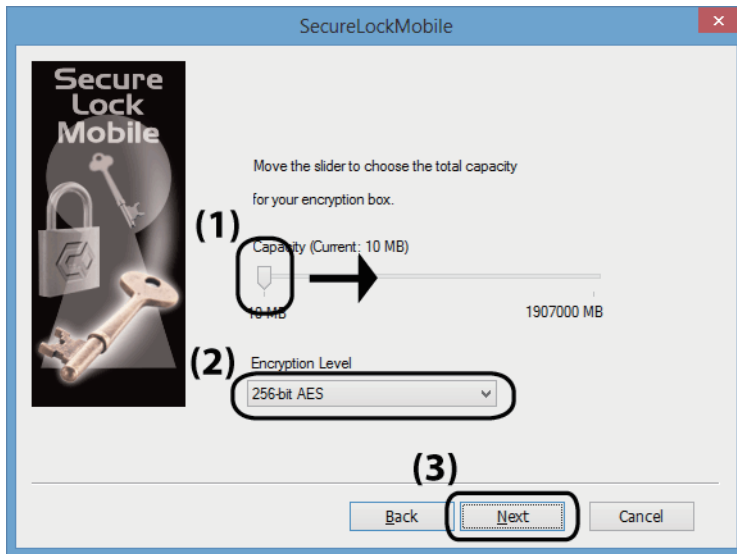 SecureLockMobile
Secure
Lock
Mobile
Move the slider to choose the total capacity
for your encryption box.
(1)
Capacity (Current: 10 MB)
10 MB 1907000 MB
(2)
Encryption Level
256-bit AES
(3)
Back Next Cancel